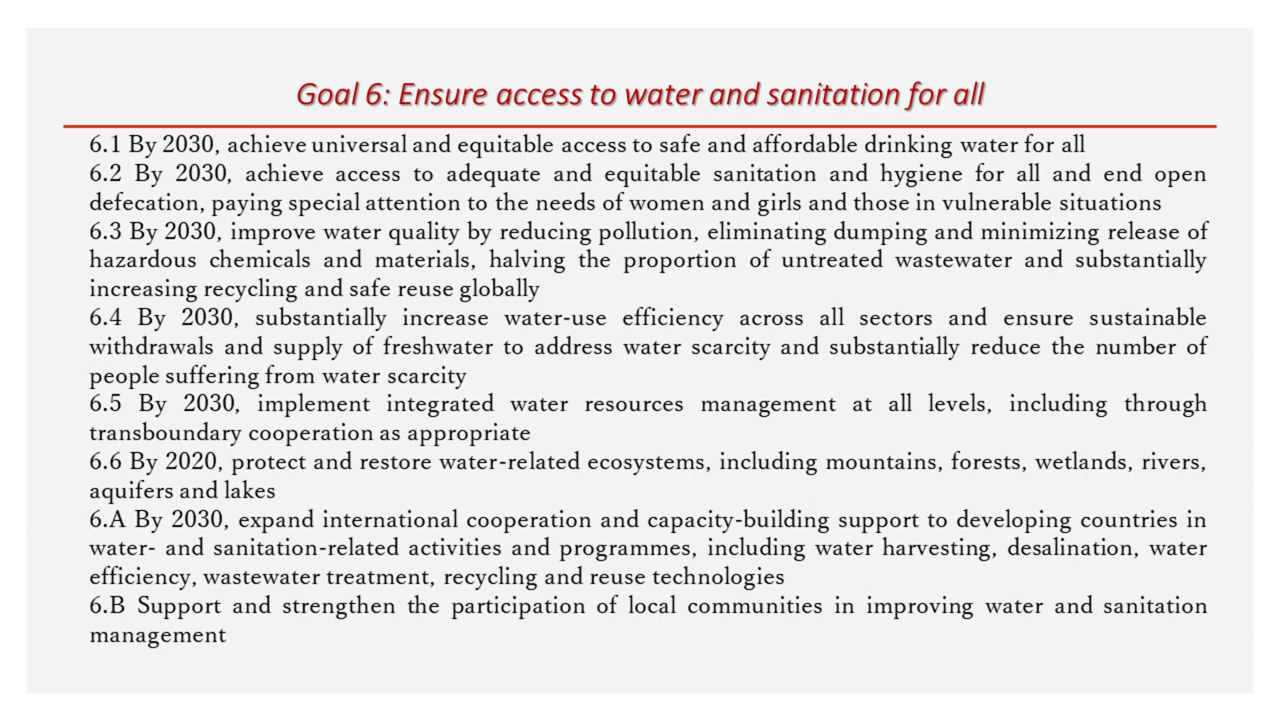 Goal 6: Ensure access to water and sanitation for all
6.1 By 2030, achieve universal and equitable access to safe and affordable drinking water for all
6.2 By 2030, achieve access to adequate and equitable sanitation and hygiene for all and end open
defecation, paying special attention to the needs of women and girls and those in vulnerable situations
6.3 By 2030, improve water quality by reducing pollution, eliminating dumping and minimizing release of
hazardous chemicals and materials, halving the proportion of untreated wastewater and substantially
increasing recycling and safe reuse globally
6.4 By 2030, substantially increase water-use efficiency across all sectors and ensure sustainable
withdrawals and supply of freshwater to address water scarcity and substantially reduce the number of
people suffering from water scarcity
6.5 By 2030, implement integrated water resources management at all levels, including through
transboundary cooperation as appropriate
6.6 By 2020, protect and restore water-related ecosystems, including mountains, forests, wetlands, rivers,
aquifers and lakes
6.A By 2030, expand international cooperation and capacity-building support to developing countries in
water- and sanitation-related activities and programmes, including water harvesting, desalination, water
efficiency, wastewater treatment, recycling and reuse technologies
6.B Support and strengthen the participation of local communities in improving water and sanitation
management